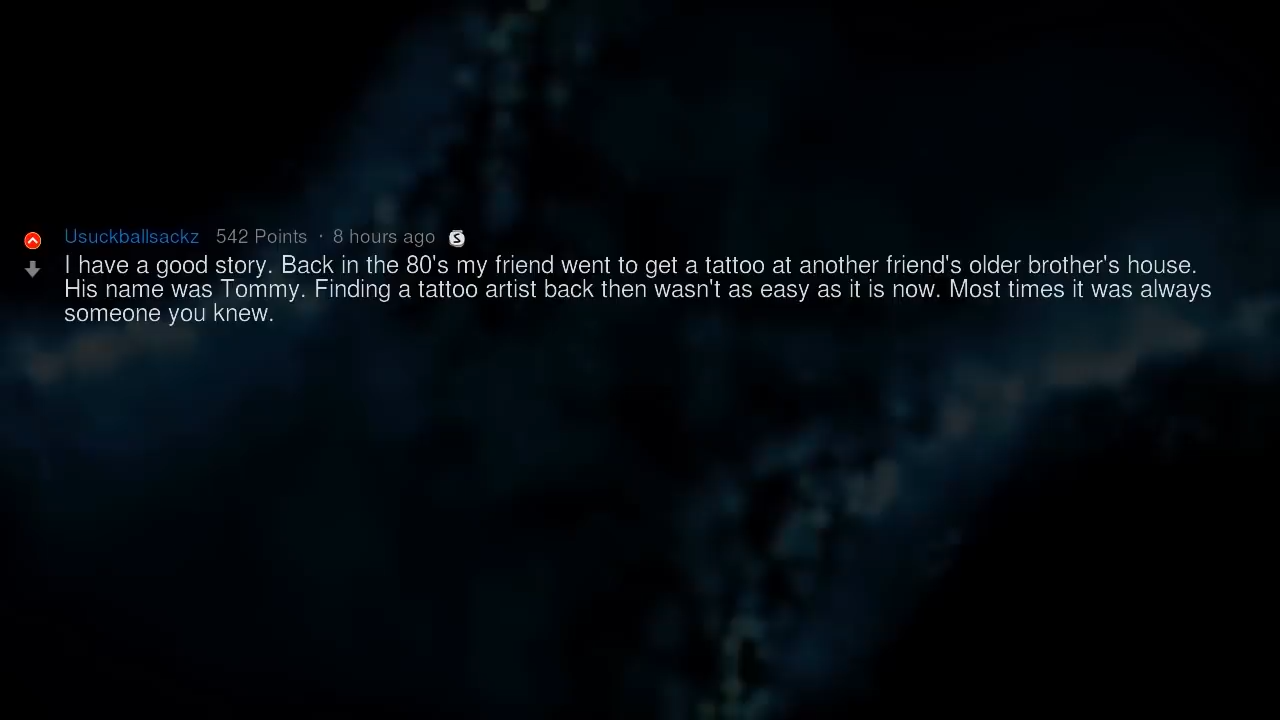 Usuckballsackz 542 Points · 8 hours ago S
I have a good story. Back in the 80's my friend went to get a tattoo at another friend's older brother's house.
His name was Tommy. Finding a tattoo artist back then wasn't as easy as it is now. Most times it was always
someone you knew.